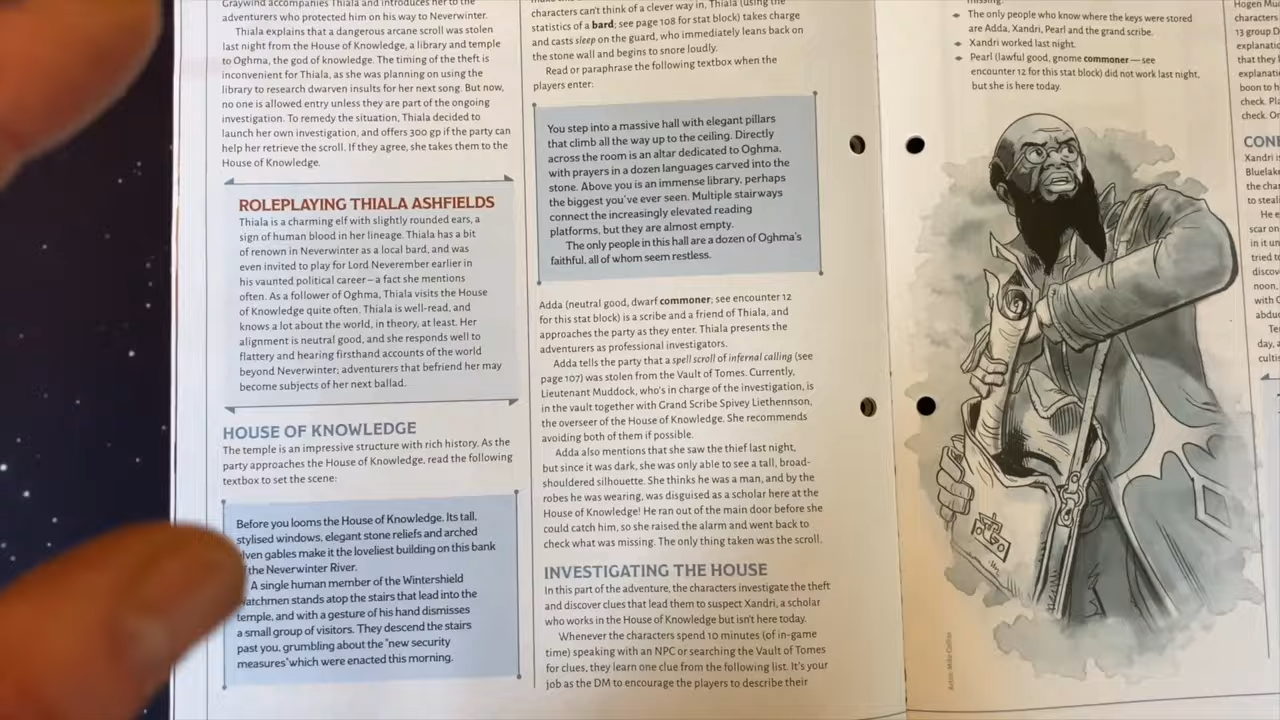 Graywind accompanies Thiala and introduces her to the
adventurers who protected him on his way to Neverwinter.
Thiala explains that a dangerous arcane scroll was stolen
last night from the House of Knowledge, a library and temple
to Oghma, the god of knowledge. The timing of the theft is
inconvenient for Thiala, as she was planning on using the
library to research dwarven insults for her next song. But now,
no one is allowed entry unless they are part of the ongoing
investigation. To remedy the situation, Thiala decided to
launch her own investigation, and offers 300 gp if the party can
help her retrieve the scroll. If they agree, she takes them to the
House of Knowledge.
ROLEPLAYING THIALA ASHFIELDS
Thiala is a charming elf with slightly rounded ears, a
sign of human blood in her lineage. Thiala has a bit
of renown in Neverwinter as a local bard, and was
even invited to play for Lord Neverember earlier in
his vaunted political career – a fact she mentions
often. As a follower of Oghma, Thiala visits the House
of Knowledge quite often. Thiala is well-read, and
knows a lot about the world, in theory, at least. Her
alignment is neutral good, and she responds well to
flattery and hearing firsthand accounts of the world
beyond Neverwinter; adventurers that befriend her may
become subjects of her next ballad.
HOUSE OF KNOWLEDGE
The temple is an impressive structure with rich history. As the
party approaches the House of Knowledge, read the following
textbox to set the scene:
Before you looms the House of Knowledge. Its tall,
stylised windows, elegant stone reliefs and arched
elven gables make it the loveliest building on this bank
the Neverwinter River.
A single human member of the Wintershield
Watchmen stands atop the stairs that lead into the
temple, and with a gesture of his hand dismisses
a small group of visitors. They descend the stairs
past you, grumbling about the "new security
measures" which were enacted this morning.
characters can't think of a clever way in, Thiala (using the
statistics of a bard; see page 108 for stat block) takes charge
and casts sleep on the guard, who immediately leans back on
the stone wall and begins to snore loudly.
Read or paraphrase the following textbox when the
players enter:
You step into a massive hall with elegant pillars
that climb all the way up to the ceiling. Directly
across the room is an altar dedicated to Oghma,
with prayers in a dozen languages carved into the
stone. Above you is an immense library, perhaps
the biggest you've ever seen. Multiple stairways
connect the increasingly elevated reading
platforms, but they are almost empty.
The only people in this hall are a dozen of Oghma's
faithful, all of whom seem restless.
Adda (neutral good, dwarf commoner; see encounter 12
for this stat block) is a scribe and a friend of Thiala, and
approaches the party as they enter. Thiala presents the
adventurers as professional investigators.
Adda tells the party that a spell scroll of infernal calling (see
page 107) was stolen from the Vault of Tomes. Currently,
Lieutenant Muddock, who's in charge of the investigation, is
in the vault together with Grand Scribe Spivey Liethennson,
the overseer of the House of Knowledge. She recommends
avoiding both of them if possible.
Adda also mentions that she saw the thief last night,
but since it was dark, she was only able to see a tall, broad-
shouldered silhouette. She thinks he was a man, and by the
robes he was wearing, was disguised as a scholar here at the
House of Knowledge! He ran out of the main door before she
could catch him, so she raised the alarm and went back to
check what was missing. The only thing taken was the scroll.
INVESTIGATING THE HOUSE
In this part of the adventure, the characters investigate the theft
and discover clues that lead them to suspect Xandri, a scholar
who works in the House of Knowledge but isn't here today.
Whenever the characters spend 10 minutes (of in-game
time) speaking with an NPC or searching the Vault of Tomes
for clues, they learn one clue from the following list. It's your
job as the DM to encourage the players to describe their
missing.
The only people who know where the keys were stored
are Adda, Xandri, Pearl and the grand scribe.
Xandri worked last night.
Pearl (lawful good, gnome commoner — see
encounter 12 for this stat block) did not work last night,
but she is here today.
Hogen
characters
13 group
explanation
that they
boon to
check.
check.
Xandri
the
to
He
scar on
in it
tried to
noon,
day, a